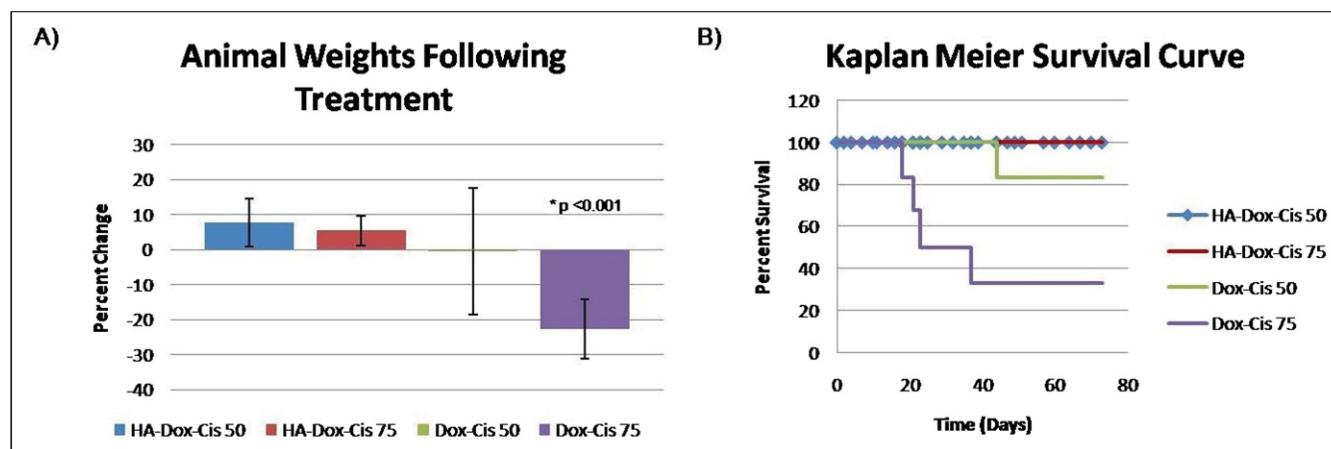 A)
Animal Weights Following
Treatment
30
20
10
0
-10
-20
-30
-40
Percent Change
* p <0.001
HA-Dox-Cis 50 HA-Dox-Cis 75 Dox-Cis 50 Dox-Cis 75
B)
Kaplan Meier Survival Curve
120
100
80
60
40
20
0
Percent Survival
0 20 40 60 80
Time (Days)
HA-Dox-Cis 50
HA-Dox-Cis 75
Dox-Cis 50
Dox-Cis 75